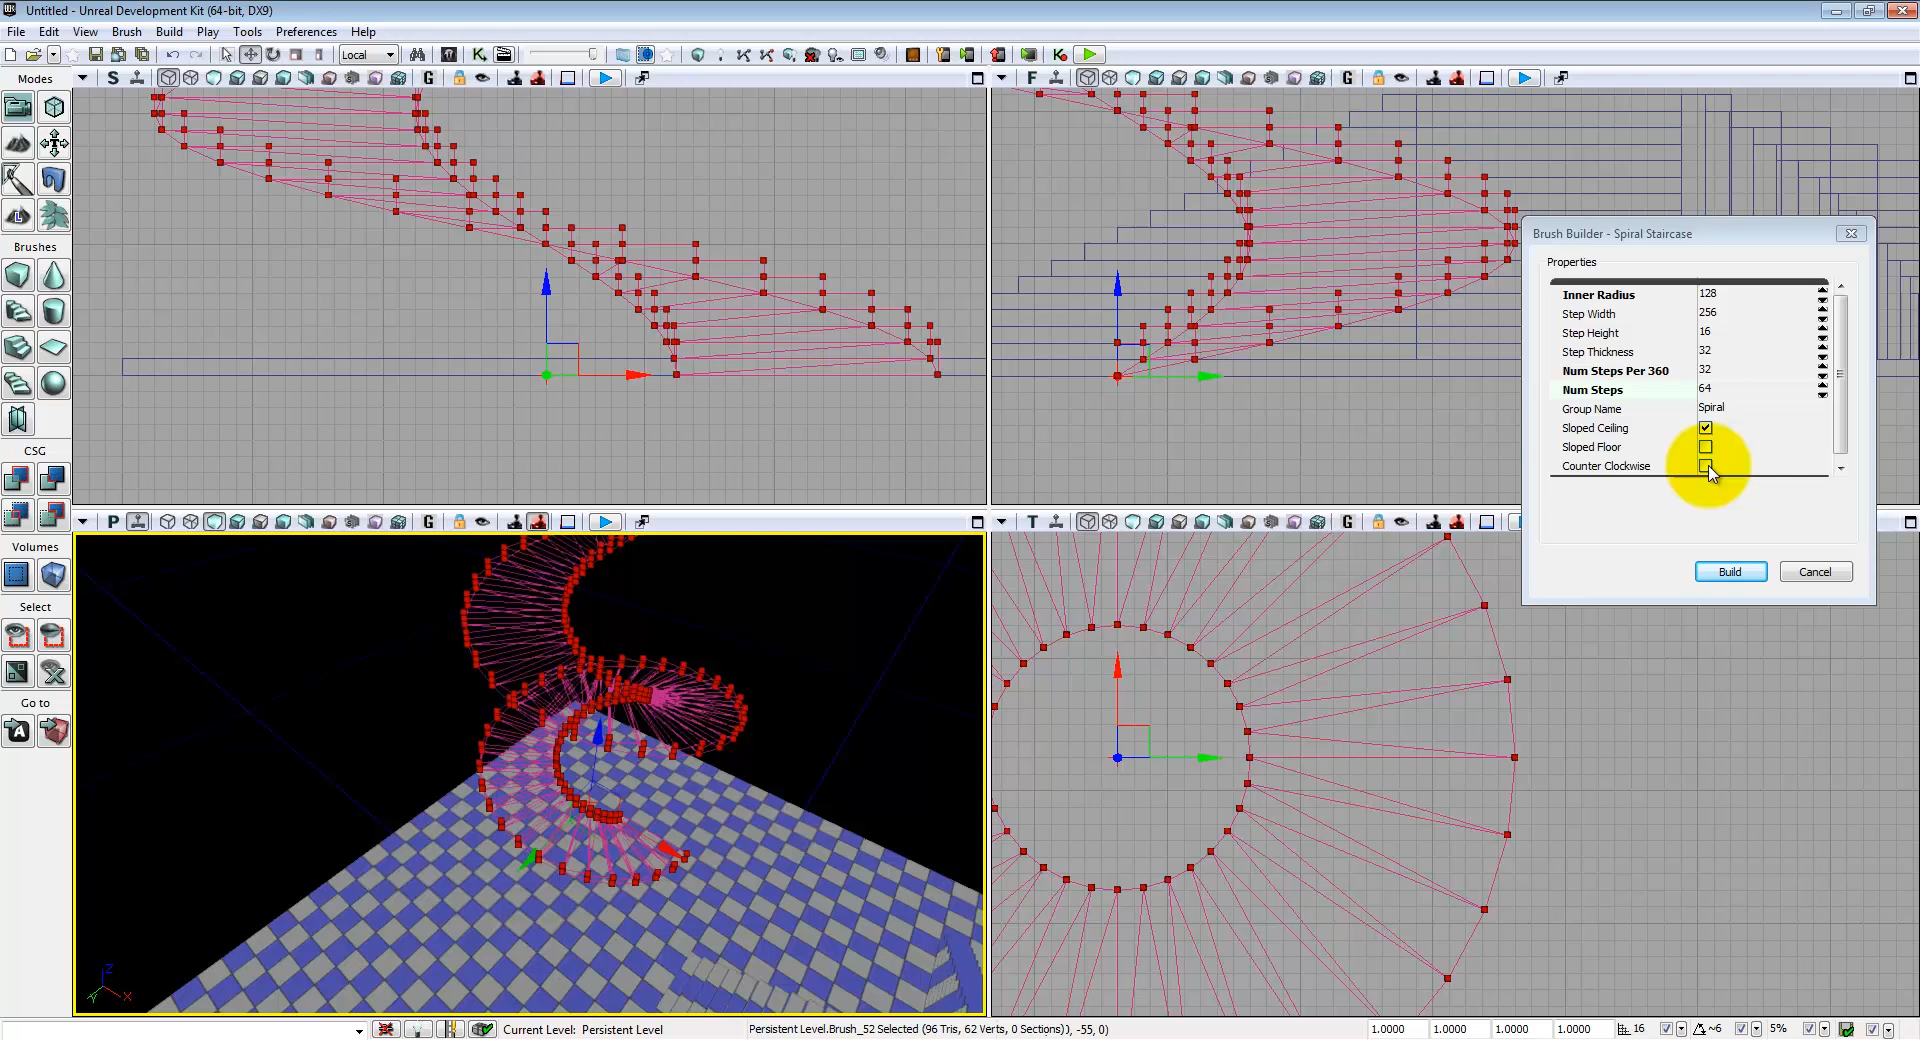 Untitled - Unreal Development Kit (64-bit, DX9)
File Edit View Brush Build Play Tools Preferences Help
Local
Modes
S G
F G
Brushes
CSG
Volumes
Select
Go to
P G
T G
Brush Builder - Spiral Staircase
Properties
Inner Radius 128
Step Width 256
Step Height 16
Step Thickness 32
Num Steps Per 360 32
Num Steps 64
Group Name Spiral
Sloped Ceiling
Sloped Floor
Counter Clockwise
Build Cancel
Z
X
Y
Current Level: Persistent Level
Persistent Level.Brush_52 Selected (96 Tris, 62 Verts, 0 Sections)), -55, 0)
1.0000 1.0000 1.0000 1.0000 16 ~6 5%